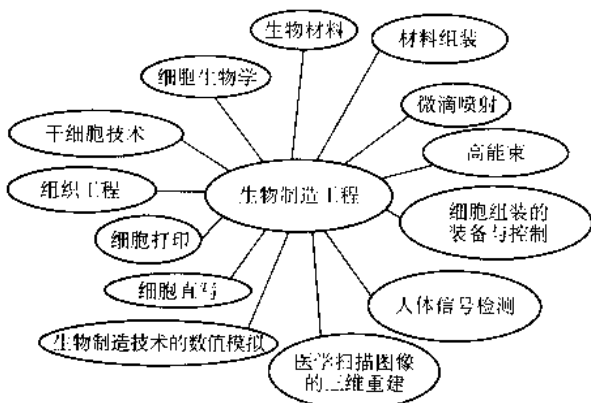 生物材料
材料组装
细胞生物学
微滴喷射
干细胞技术
高能束
组织工程
生物制造工程
细胞组装的
装备与控制
细胞打印
细胞直写
人体信号检测
生物制造技术的数值模拟
医学扫描图像
的三维重建